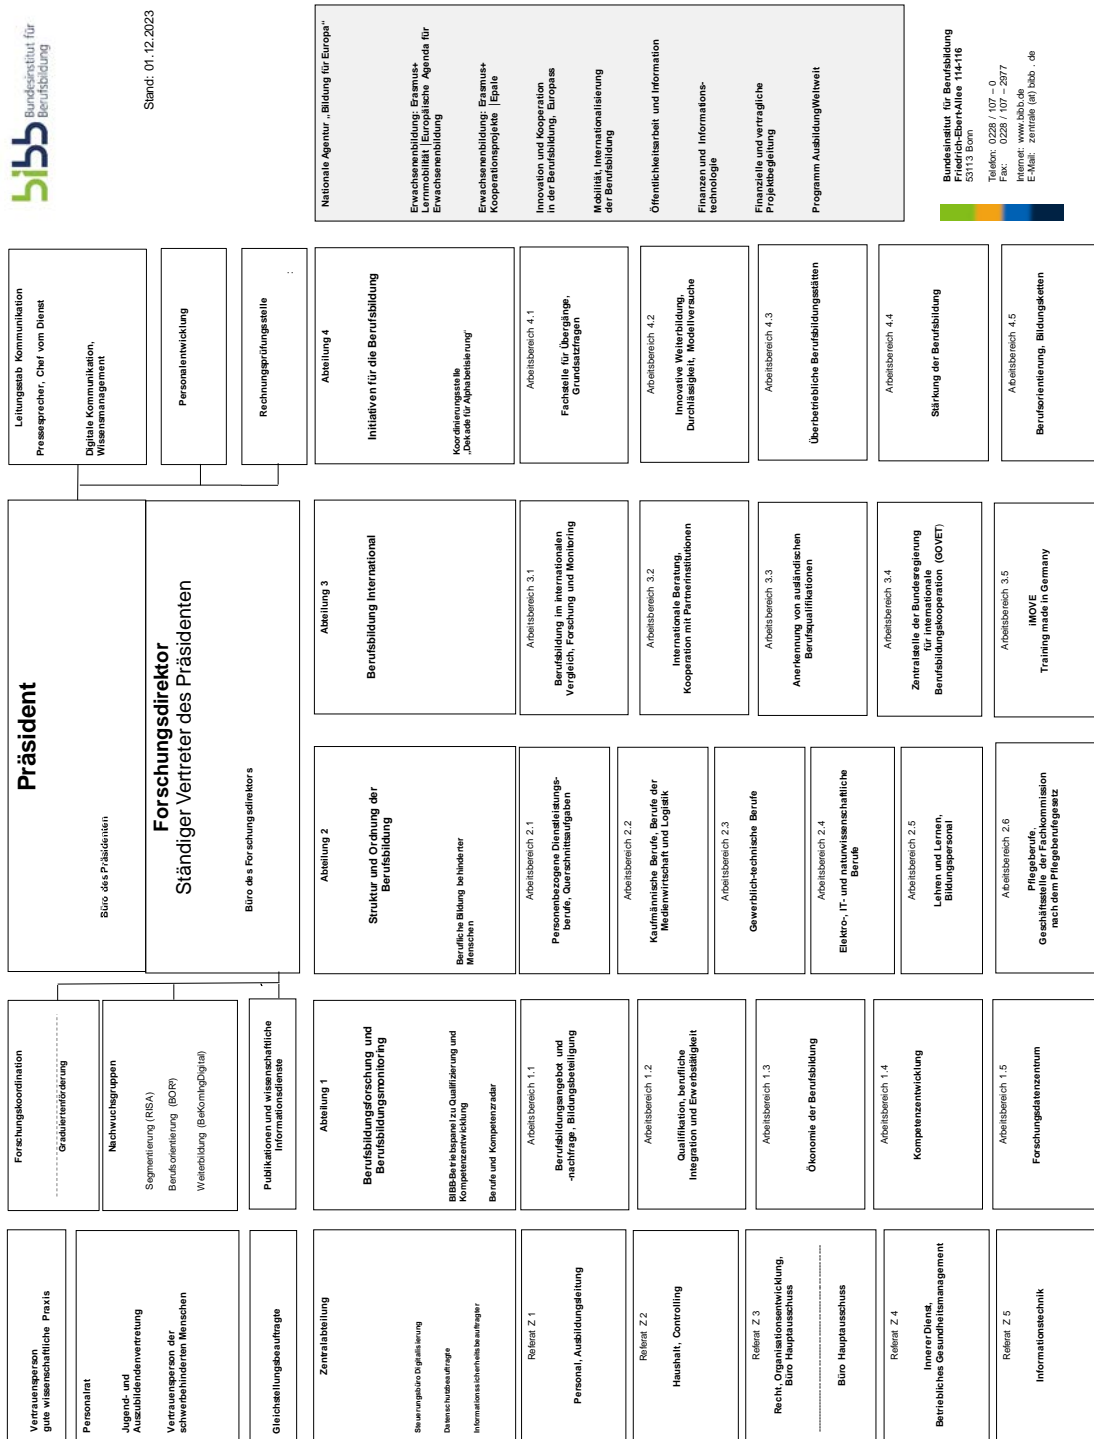 Vertrauensperson
gute wissenschaftliche Praxis
Personalrat
Jugend- und
Auszubildendenvertretung
Vertrauensperson der
schwerbehinderten Menschen
Gleichstellungsbeauftragte
Forschungskoordination
Graduiertenförderung
Nachwuchsgruppen
Segmentierung (RISA)
Berufsorientierung (BOR²)
Weiterbildung (BeKomIngDigital)
Publikationen und wissenschaftliche
Informationsdienste
Präsident
Büro des Präsidenten
Forschungsdirektor
Ständiger Vertreter des Präsidenten
Büro des Forschungsdirektors
Leitungsstab Kommunikation
Pressesprecher, Chef vom Dienst
Digitale Kommunikation,
Wissensmanagement
Personalentwicklung
Rechnungsprüfungsstelle
:
bibb Bundesinstitut für
Berufsbildung
Stand: 01.12.2023
Zentralabteilung
Steuerungsbüro Digitalisierung
Datenschutzbeauftragte
Informationssicherheitsbeauftragter
Referat Z 1
Personal, Ausbildungsleitung
Referat Z 2
Haushalt, Controlling
Referat Z 3
Recht, Organisationsentwicklung,
Büro Hauptausschuss
Büro Hauptausschuss
Referat Z 4
Innerer Dienst,
Betriebliches Gesundheitsmanagement
Referat Z 5
Informationstechnik
Abteilung 1
Berufsbildungsforschung und
Berufsbildungsmonitoring
BIBB-Betriebspanel zu Qualifizierung und
Kompetenzentwicklung
Berufe und Kompetenzradar
Arbeitsbereich 1.1
Berufsbildungsangebot und
-nachfrage, Bildungsbeteiligung
Arbeitsbereich 1.2
Qualifikation, berufliche
Integration und Erwerbstätigkeit
Arbeitsbereich 1.3
Ökonomie der Berufsbildung
Arbeitsbereich 1.4
Kompetenzentwicklung
Arbeitsbereich 1.5
Forschungsdatenzentrum
Abteilung 2
Struktur und Ordnung der
Berufsbildung
Berufliche Bildung behinderter
Menschen
Arbeitsbereich 2.1
Personenbezogene Dienstleistungs-
berufe, Querschnittsaufgaben
Arbeitsbereich 2.2
Kaufmännische Berufe, Berufe der
Medienwirtschaft und Logistik
Arbeitsbereich 2.3
Gewerblich-technische Berufe
Arbeitsbereich 2.4
Elektro-, IT- und naturwissenschaftliche
Berufe
Arbeitsbereich 2.5
Lehren und Lernen,
Bildungspersonal
Arbeitsbereich 2.6
Pflegeberufe,
Geschäftsstelle der Fachkommission
nach dem Pflegeberufegesetz
Abteilung 3
Berufsbildung International
Arbeitsbereich 3.1
Berufsbildung im internationalen
Vergleich, Forschung und Monitoring
Arbeitsbereich 3.2
Internationale Beratung,
Kooperation mit Partnerinstitutionen
Arbeitsbereich 3.3
Anerkennung von ausländischen
Berufsqualifikationen
Arbeitsbereich 3.4
Zentralstelle der Bundesregierung
für internationale
Berufsbildungskooperation (GOVET)
Arbeitsbereich 3.5
iMOVE
Training made in Germany
Abteilung 4
Initiativen für die Berufsbildung
Koordinierungsstelle
„Dekade für Alphabetisierung“
Arbeitsbereich 4.1
Fachstelle für Übergänge,
Grundsatzfragen
Arbeitsbereich 4.2
Innovative Weiterbildung,
Durchlässigkeit, Modellversuche
Arbeitsbereich 4.3
Überbetriebliche Berufsbildungsstätten
Arbeitsbereich 4.4
Stärkung der Berufsbildung
Arbeitsbereich 4.5
Berufsorientierung, Bildungsketten
Nationale Agentur „Bildung für Europa“
Erwachsenenbildung: Erasmus+
Lernmobilität |Europäische Agenda für
Erwachsenenbildung
Erwachsenenbildung: Erasmus+
Kooperationsprojekte |Epale
Innovation und Kooperation
in der Berufsbildung, Europass
Mobilität, Internationalisierung
der Berufsbildung
Öffentlichkeitsarbeit und Information
Finanzen und Informations-
technologie
Finanzielle und vertragliche
Projektbegleitung
Programm AusbildungWeltweit
Bundesinstitut für Berufsbildung
Friedrich-Ebert-Allee 114-116
53113 Bonn
Telefon: 0228 / 107 – 0
Fax: 0228 / 107 – 2977
Internet: www.bibb.de
E-Mail: zentrale (at) bibb . de